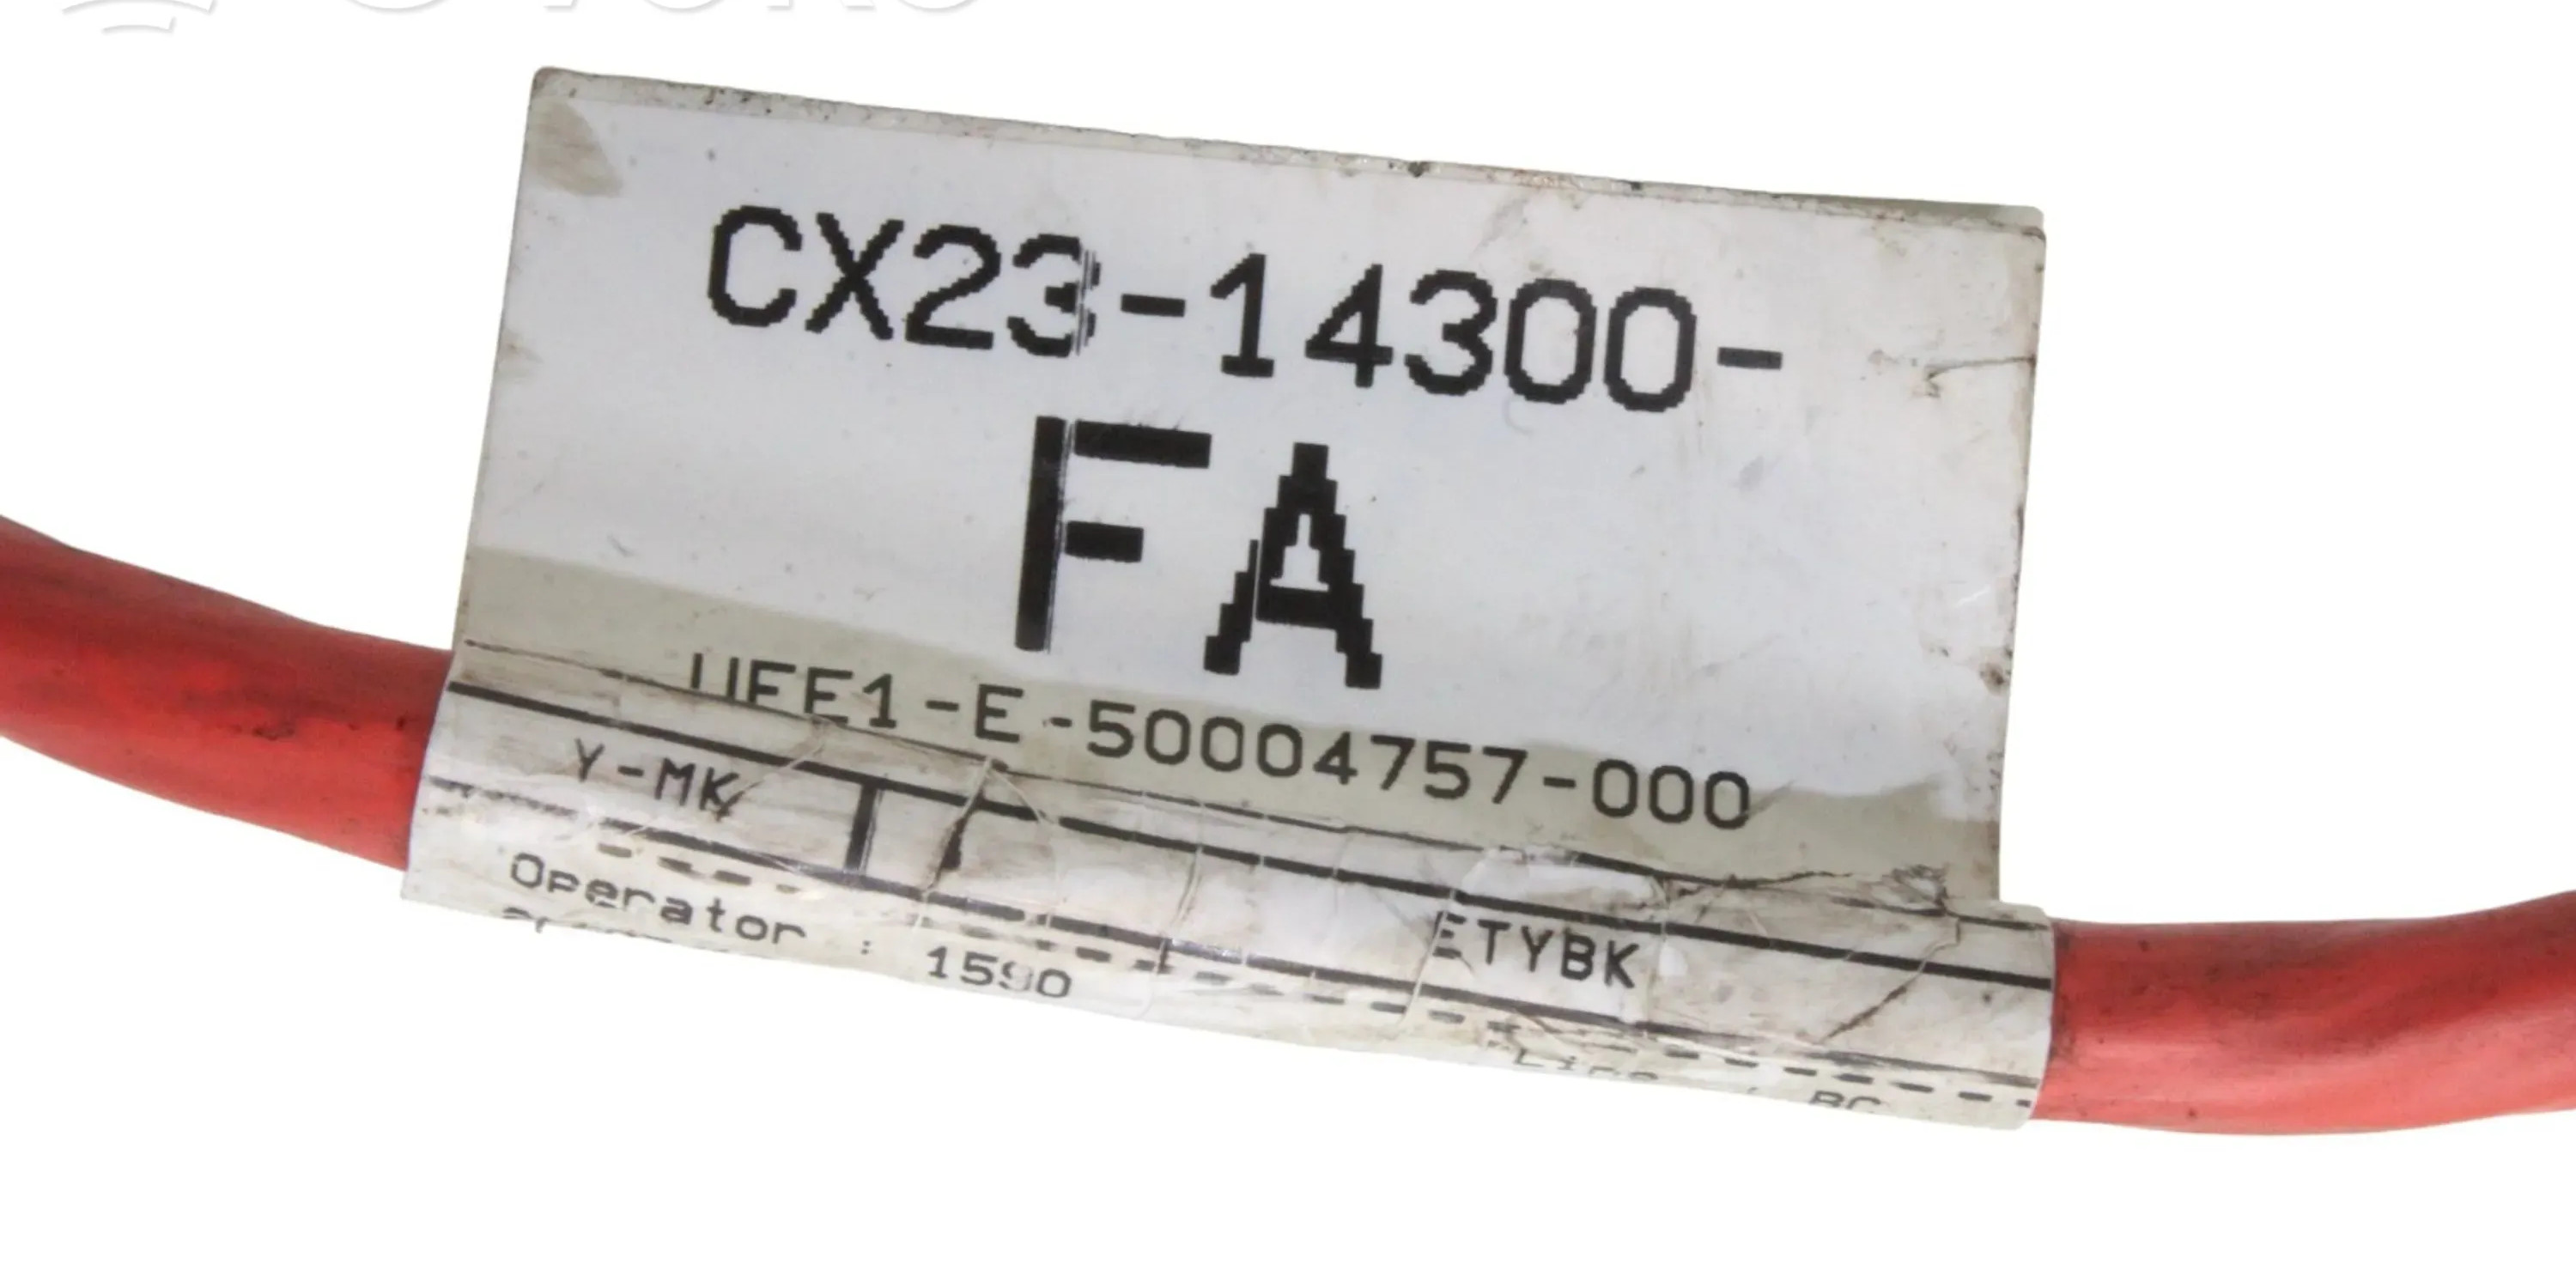 CX23-14300-
FA
UFE1-E-50004757-000
Y-MK
ETYBK
Operator : 1590